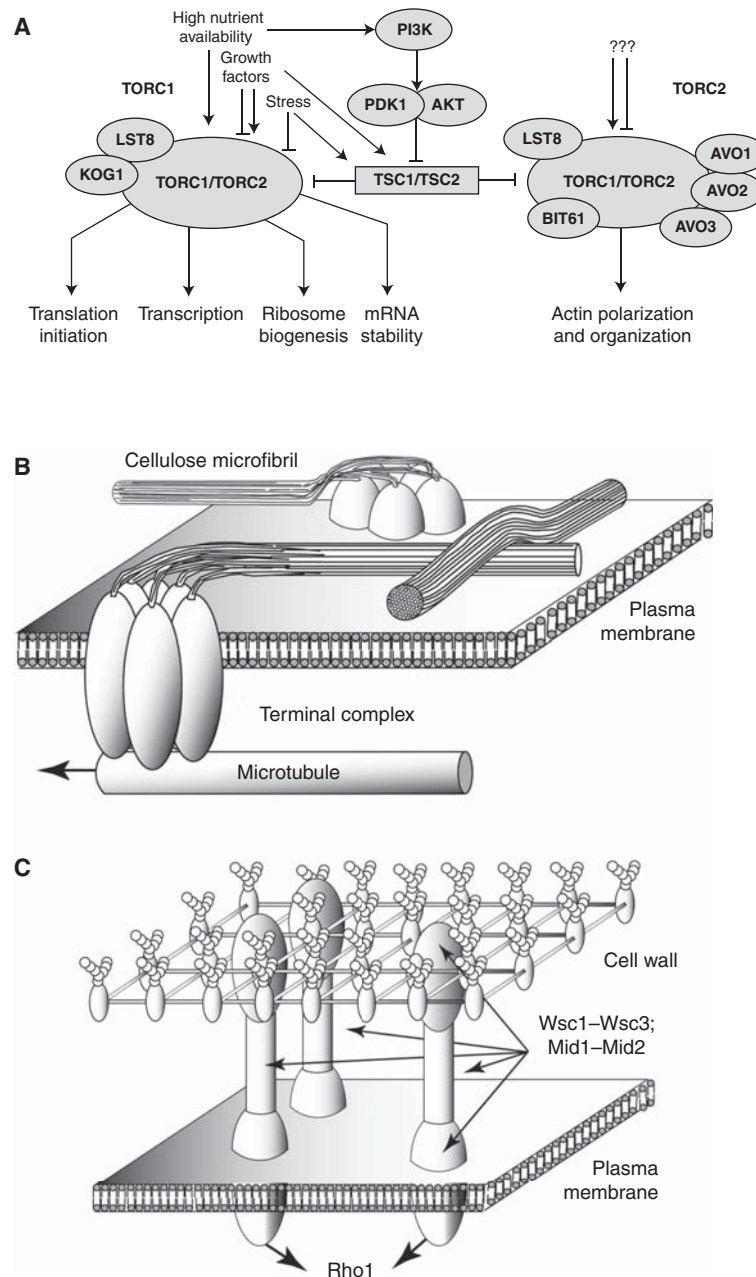 A
High nutrient
availability
PI3K
Growth
factors
???
TORC1
Stress
PDK1
AKT
TORC2
LST8
LST8
KOG1
TORC1/TORC2
TSC1/TSC2
TORC1/TORC2
AVO1
AVO2
BIT61
AVO3
Translation
initiation
Transcription
Ribosome
biogenesis
mRNA
stability
Actin polarization
and organization
B
Cellulose microfibril
Plasma
membrane
Terminal complex
Microtubule
C
Cell wall
Wsc1–Wsc3;
Mid1–Mid2
Plasma
membrane
Rho1